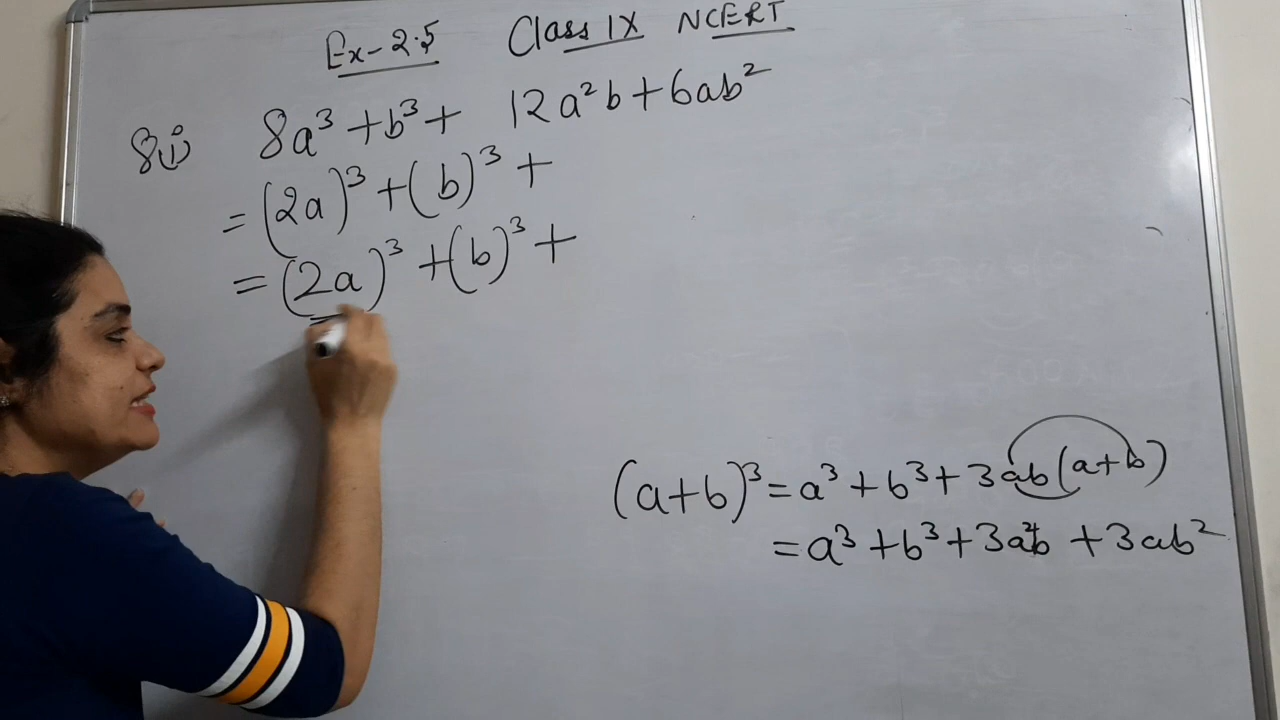 Ex-2.5 Class IX NCERT
8(i) 8a³ + b³ + 12a²b + 6ab²
= (2a)³ + (b)³ +
= (2a)³ + (b)³ +
(a+b)³ = a³ + b³ + 3ab(a+b)
= a³ + b³ + 3a²b + 3ab²